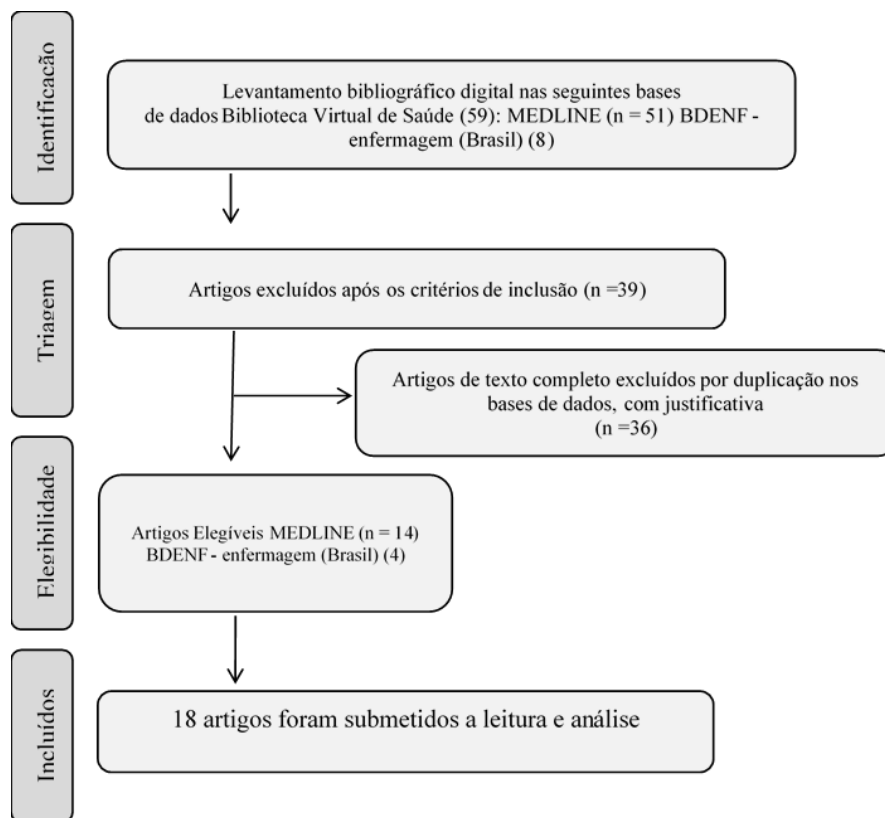 Identificacão
Levantamento bibliográfico digital nas seguintes bases
de dados Biblioteca Virtual de Saúde (59): MEDLINE (n = 51) BDENF -
enfermagem (Brasil) (8)
Triagem
Artigos excluídos após os critérios de inclusão (n =39)
Artigos de texto completo excluídos por duplicação nos
bases de dados, com justificativa
(n =36)
Elegibilidade
Artigos Elegíveis MEDLINE (n = 14)
BDENF - enfermagem (Brasil) (4)
Incluídos
18 artigos foram submetidos a leitura e análise